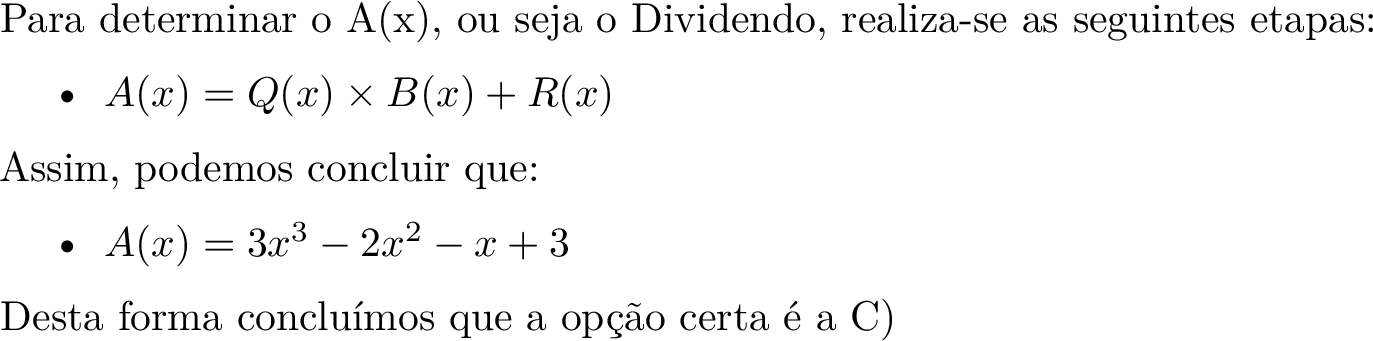 Para determinar o A(x), ou seja o Dividendo, realiza-se as seguintes etapas:
• A(x) = Q(x) × B(x) + R(x)
Assim, podemos concluir que:
• A(x) = 3x³ − 2x² − x + 3
Desta forma concluímos que a opção certa é a C)